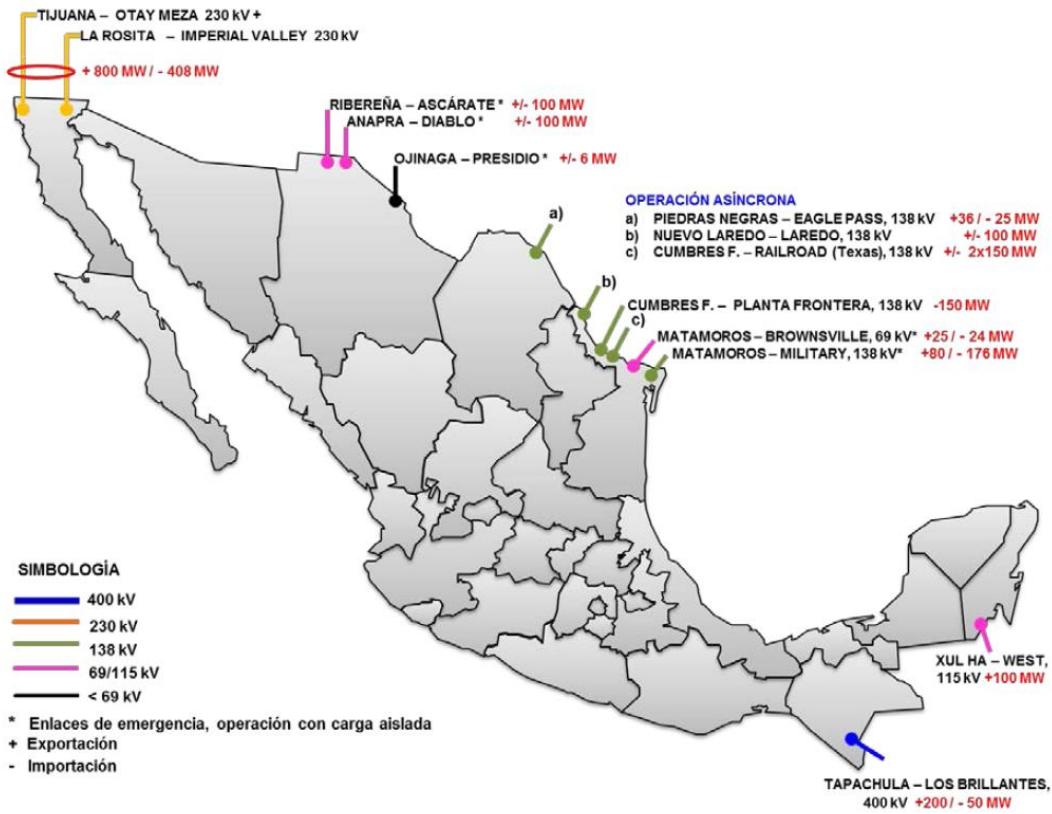 TIJUANA – OTAY MEZA 230 kV +
LA ROSITA – IMPERIAL VALLEY 230 kV
+ 800 MW / - 408 MW
RIBEREÑA – ASCÁRATE * +/- 100 MW
ANAPRA – DIABLO * +/- 100 MW
OJINAGA – PRESIDIO * +/- 6 MW
OPERACIÓN ASÍNCRONA
a) PIEDRAS NEGRAS – EAGLE PASS, 138 kV +36 / - 25 MW
b) NUEVO LAREDO – LAREDO, 138 kV +/- 100 MW
c) CUMBRES F. – RAILROAD (Texas), 138 kV +/- 2x150 MW
a)
b)
CUMBRES F. – PLANTA FRONTERA, 138 kV -150 MW
c)
MATAMOROS – BROWNSVILLE, 69 kV* +25 / - 24 MW
MATAMOROS – MILITARY, 138 kV* +80 / - 176 MW
SIMBOLOGÍA
400 kV
230 kV
138 kV
69/115 kV
< 69 kV
* Enlaces de emergencia, operación con carga aislada
+ Exportación
- Importación
XUL HA – WEST,
115 kV +100 MW
TAPACHULA – LOS BRILLANTES,
400 kV +200 / - 50 MW